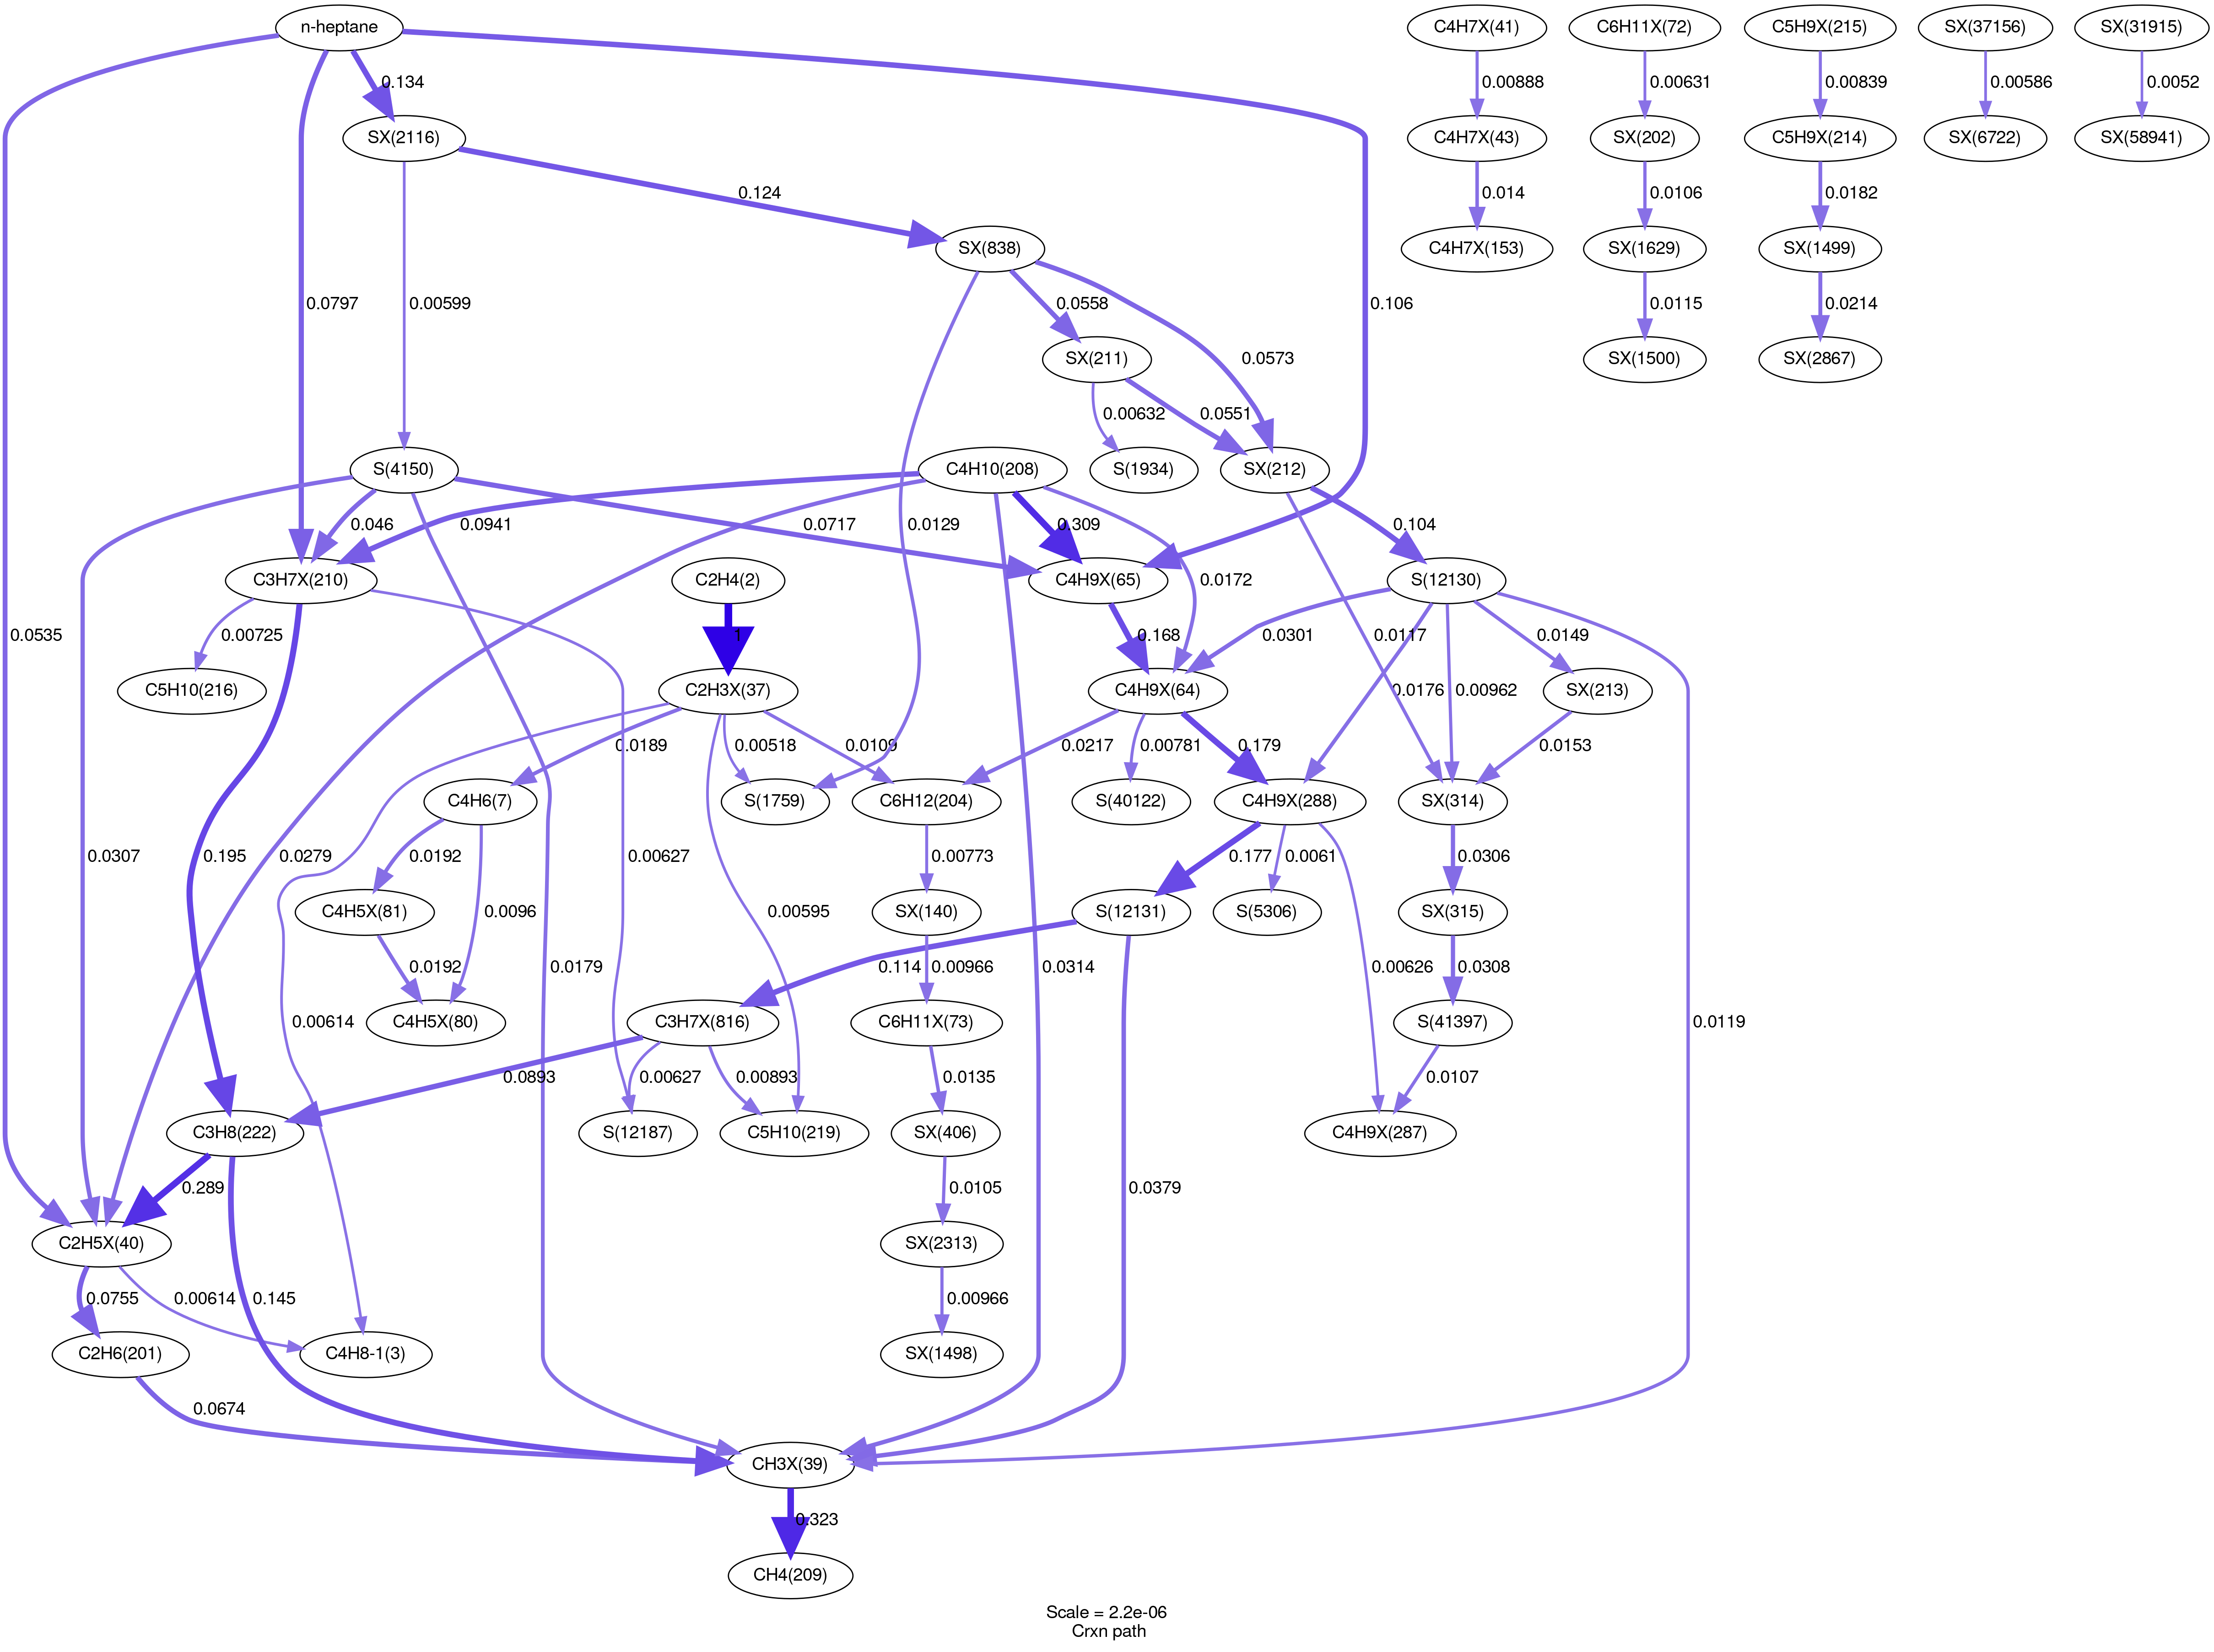 n-heptane
C4H7X(41)
C6H11X(72)
C5H9X(215)
SX(37156)
SX(31915)
0.134
0.00888
0.00631
0.00839
0.00586
0.0052
SX(2116)
C4H7X(43)
SX(202)
C5H9X(214)
SX(6722)
SX(58941)
0.124
0.014
0.0106
0.0182
SX(838)
C4H7X(153)
SX(1629)
SX(1499)
0.0797
0.00599
0.0558
0.106
0.0115
0.0214
SX(211)
0.0573
SX(1500)
SX(2867)
0.00632
0.0551
S(4150)
C4H10(208)
S(1934)
SX(212)
0.046
0.0941
0.0717
0.0129
0.309
0.104
C3H7X(210)
C2H4(2)
C4H9X(65)
0.0172
S(12130)
0.0535
0.00725
1
0.168
0.0301
0.0117
0.0149
C5H10(216)
C2H3X(37)
C4H9X(64)
0.0176
0.00962
SX(213)
0.0189
0.00518
0.0109
0.0217
0.00781
0.179
0.0153
C4H6(7)
S(1759)
C6H12(204)
S(40122)
C4H9X(288)
SX(314)
0.0307
0.195
0.0279
0.0192
0.00627
0.00773
0.177
0.0061
0.0306
C4H5X(81)
0.0096
0.00595
SX(140)
S(12131)
S(5306)
SX(315)
0.0192
0.0179
0.114
0.00966
0.0314
0.00626
0.0308
0.00614
C4H5X(80)
C3H7X(816)
C6H11X(73)
S(41397)
0.0119
0.0893
0.00627
0.00893
0.0135
0.0107
C3H8(222)
S(12187)
C5H10(219)
SX(406)
C4H9X(287)
0.289
0.0105
0.0379
C2H5X(40)
SX(2313)
0.0755
0.00614
0.145
0.00966
C2H6(201)
C4H8-1(3)
SX(1498)
0.0674
CH3X(39)
0.323
CH4(209)
Scale = 2.2e-06
Crxn path